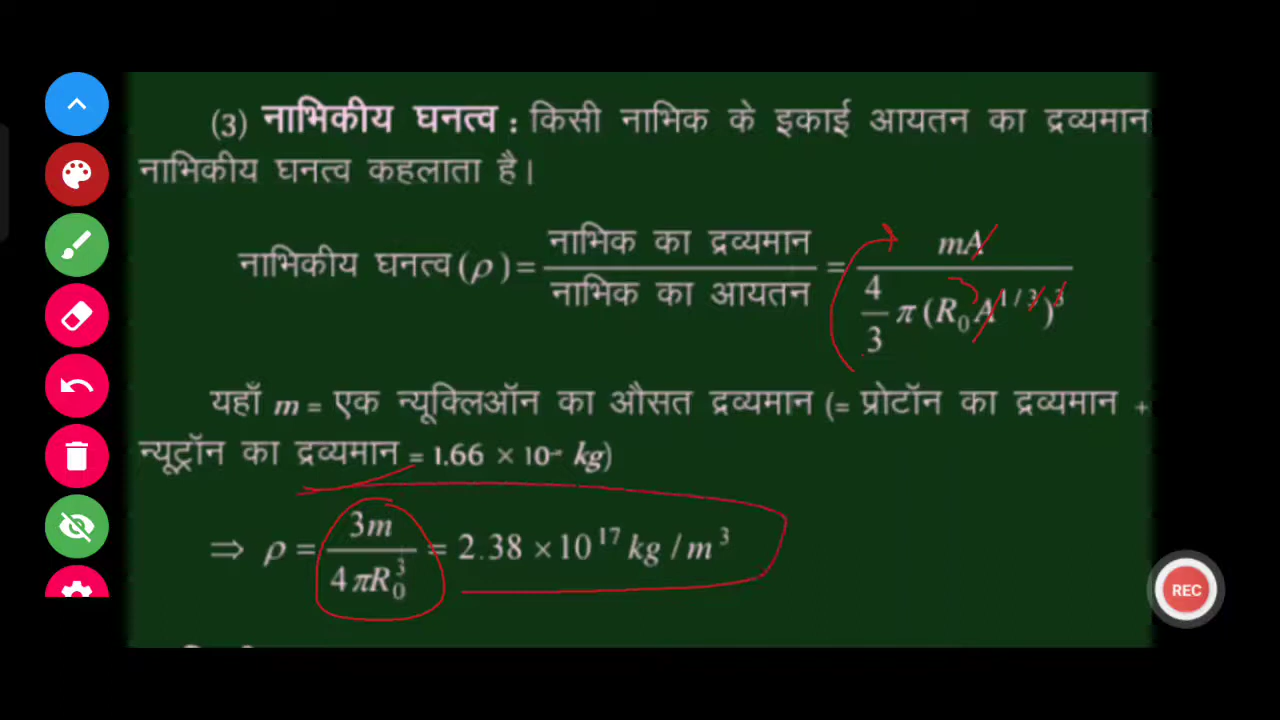 (3) नाभिकीय घनत्व : किसी नाभिक के इकाई आयतन का द्रव्यमान
नाभिकीय घनत्व कहलाता है।
नाभिकीय घनत्व (ρ) = नाभिक का द्रव्यमान / नाभिक का आयतन = mA / (4/3 π (R₀A^1/3)^3)
यहाँ m = एक न्यूक्लिऑन का औसत द्रव्यमान (= प्रोटॉन का द्रव्यमान +
न्यूट्रॉन का द्रव्यमान = 1.66 × 10 kg)
⇒ ρ = 3m / 4πR₀³ = 2.38 × 10¹⁷ kg / m³
REC